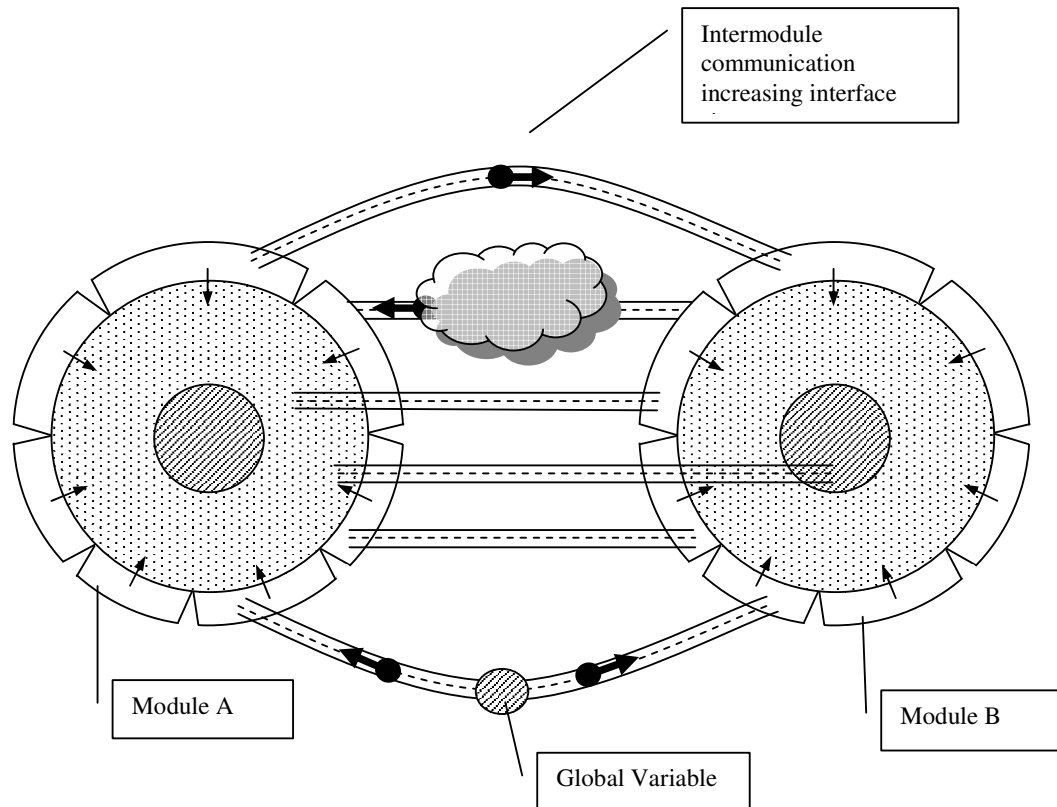 Intermodule
communication
increasing interface
Module A
Module B
Global Variable